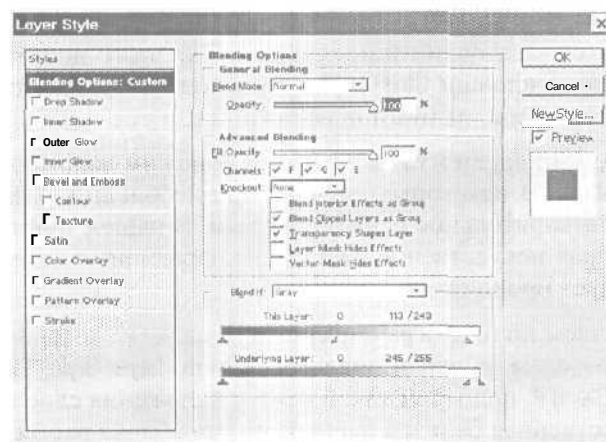 Layer Style
Styles
Blending Options: Custom
Drop Shadow
Inner Shadow
Outer Glow
Inner Glow
Bevel and Emboss
Contour
Texture
Satin
Color Overlay
Gradient Overlay
Pattern Overlay
Stroke
Blending Options
General Blending
Blend Mode: Normal
Opacity: 100 %
Advanced Blending
Fill Opacity: 100 %
Channels: G
Knockout: None
Blend Interior Effects as Group
Blend Clipped Layers as Group
Transparency Shapes Layer
Layer Mask Hides Effects
Vector Mask Hides Effects
Blend If: Gray
This Layer: 0 113 / 243
Underlying Layer: 0 245 / 255
OK
Cancel
New Style...
Preview